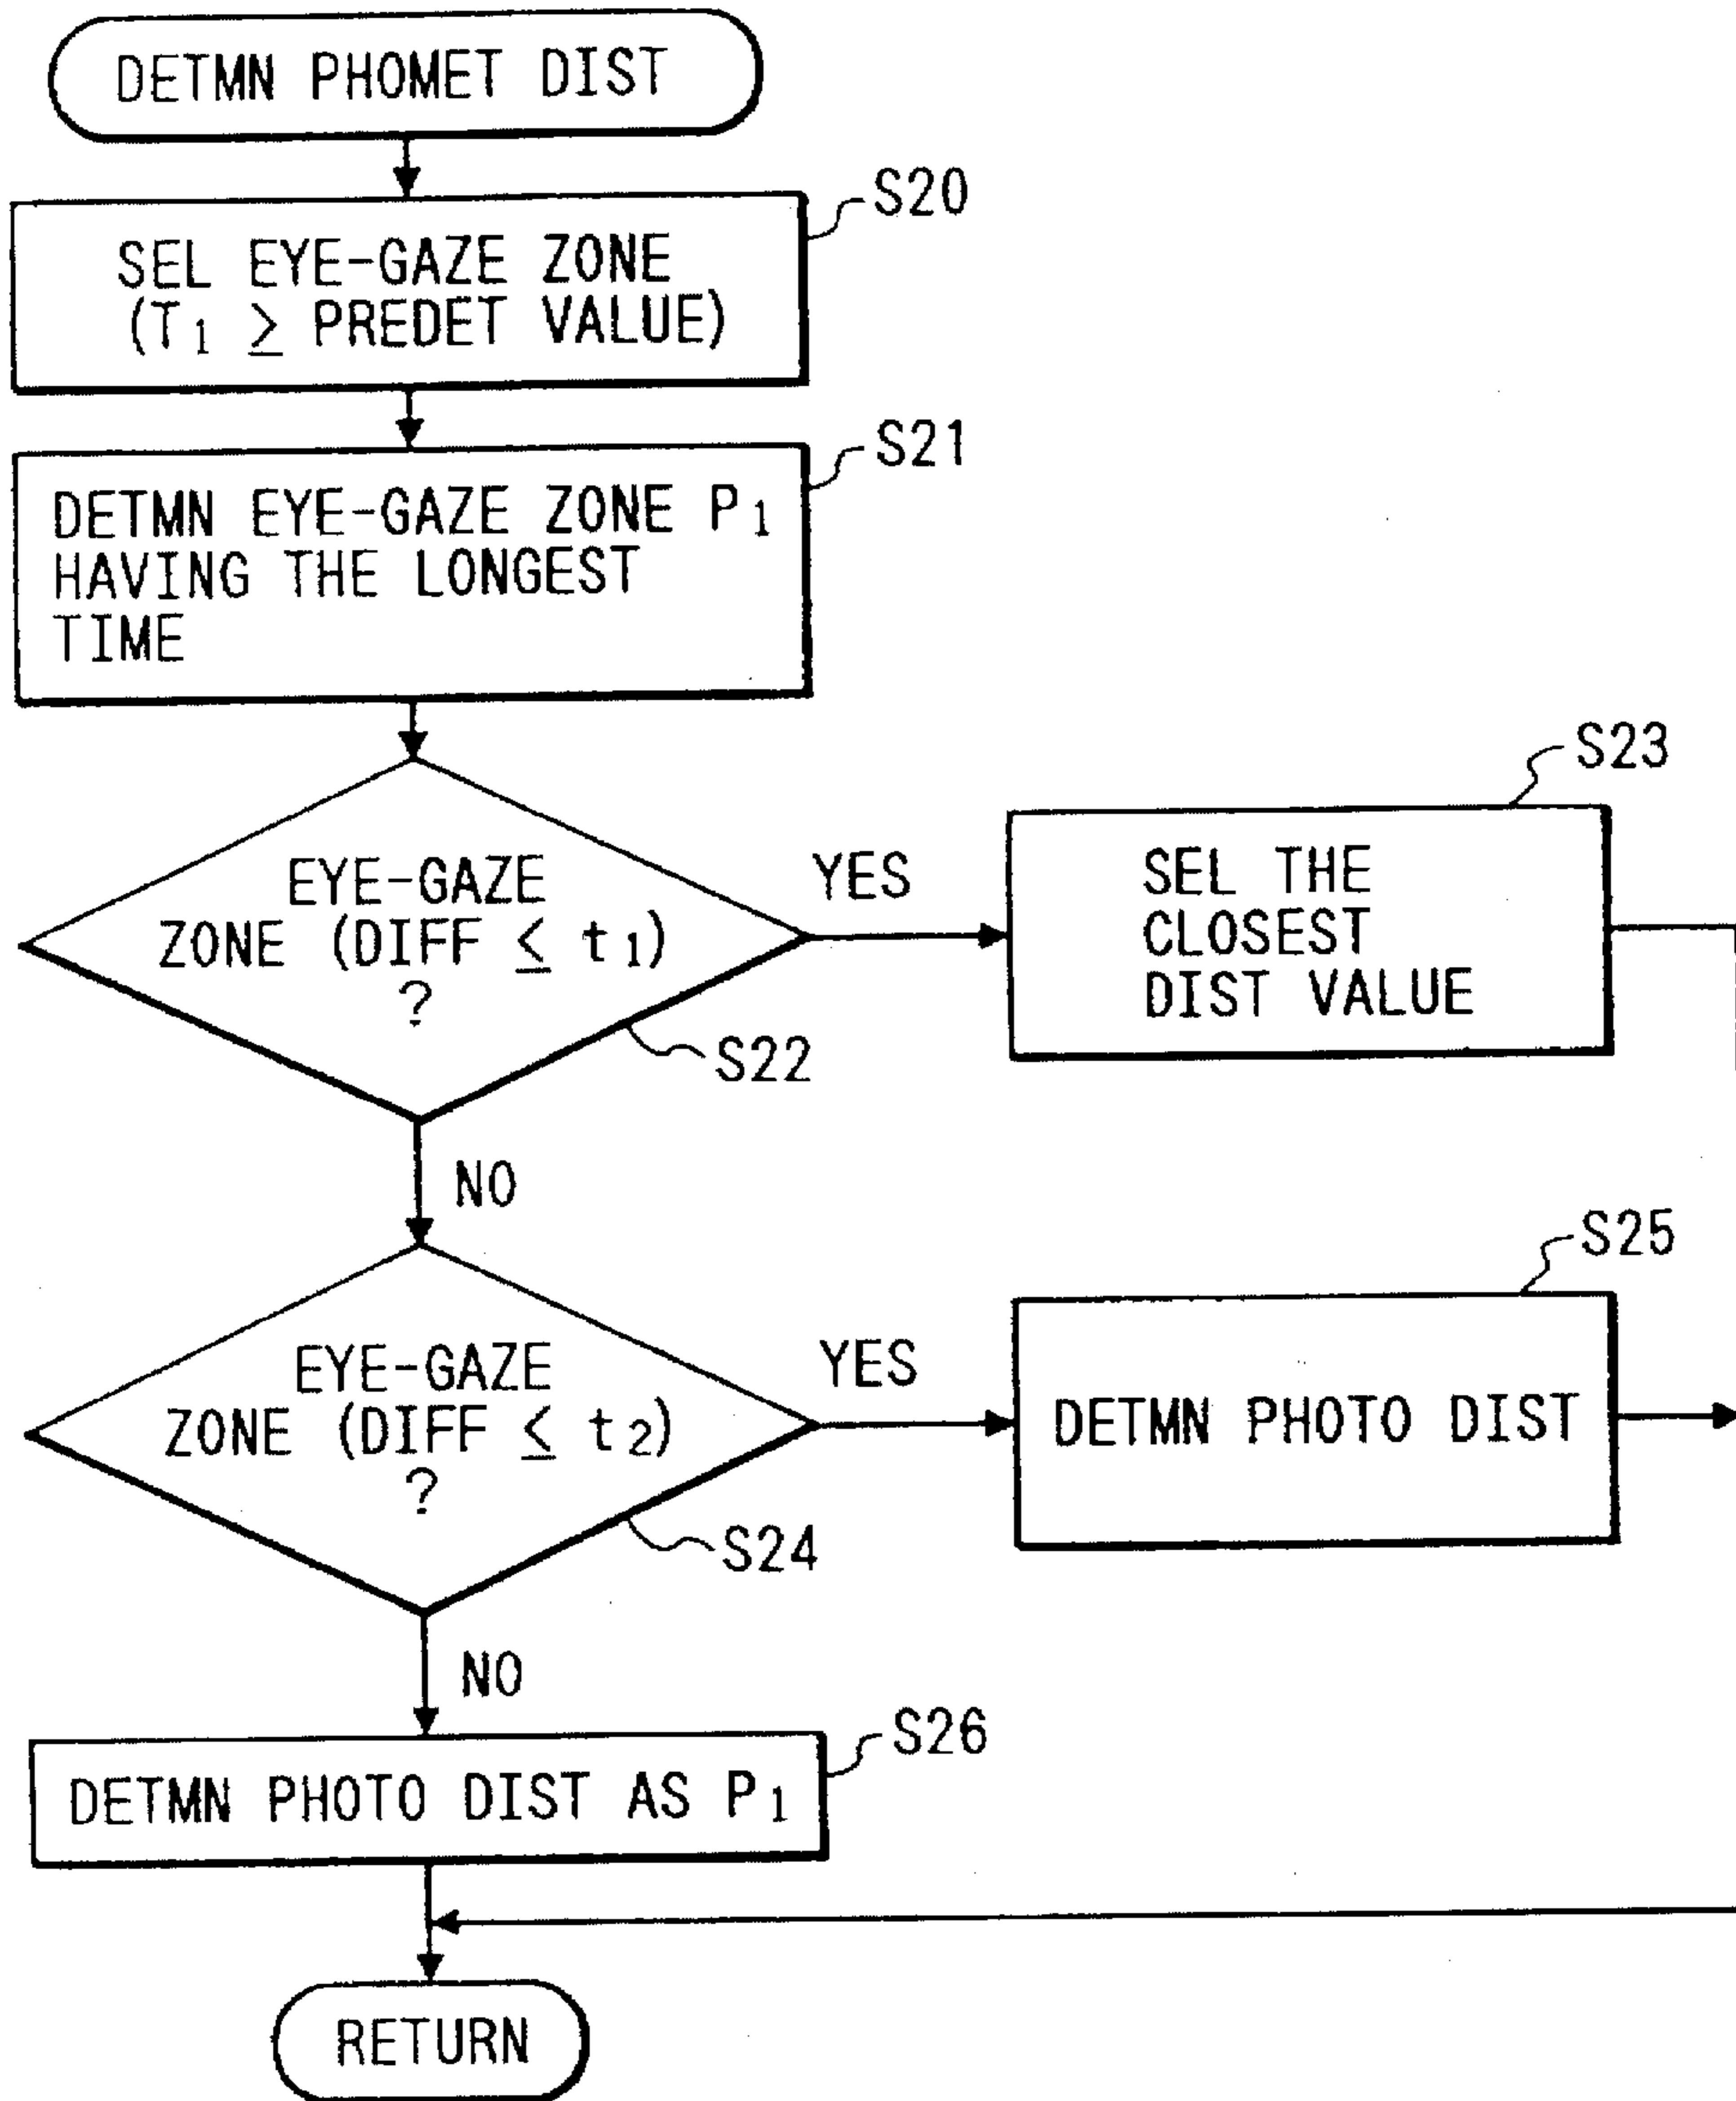 DETMN PHOMET DIST
S20
SEL EYE-GAZE ZONE
(T₁ ≥ PREDET VALUE)
S21
DETMN EYE-GAZE ZONE P₁
HAVING THE LONGEST
TIME
EYE-GAZE
ZONE (DIFF ≤ t₁)
?
S22
YES
S23
SEL THE
CLOSEST
DIST VALUE
NO
EYE-GAZE
ZONE (DIFF ≤ t₂)
?
S24
YES
S25
DETMN PHOTO DIST
NO
S26
DETMN PHOTO DIST AS P₁
RETURN